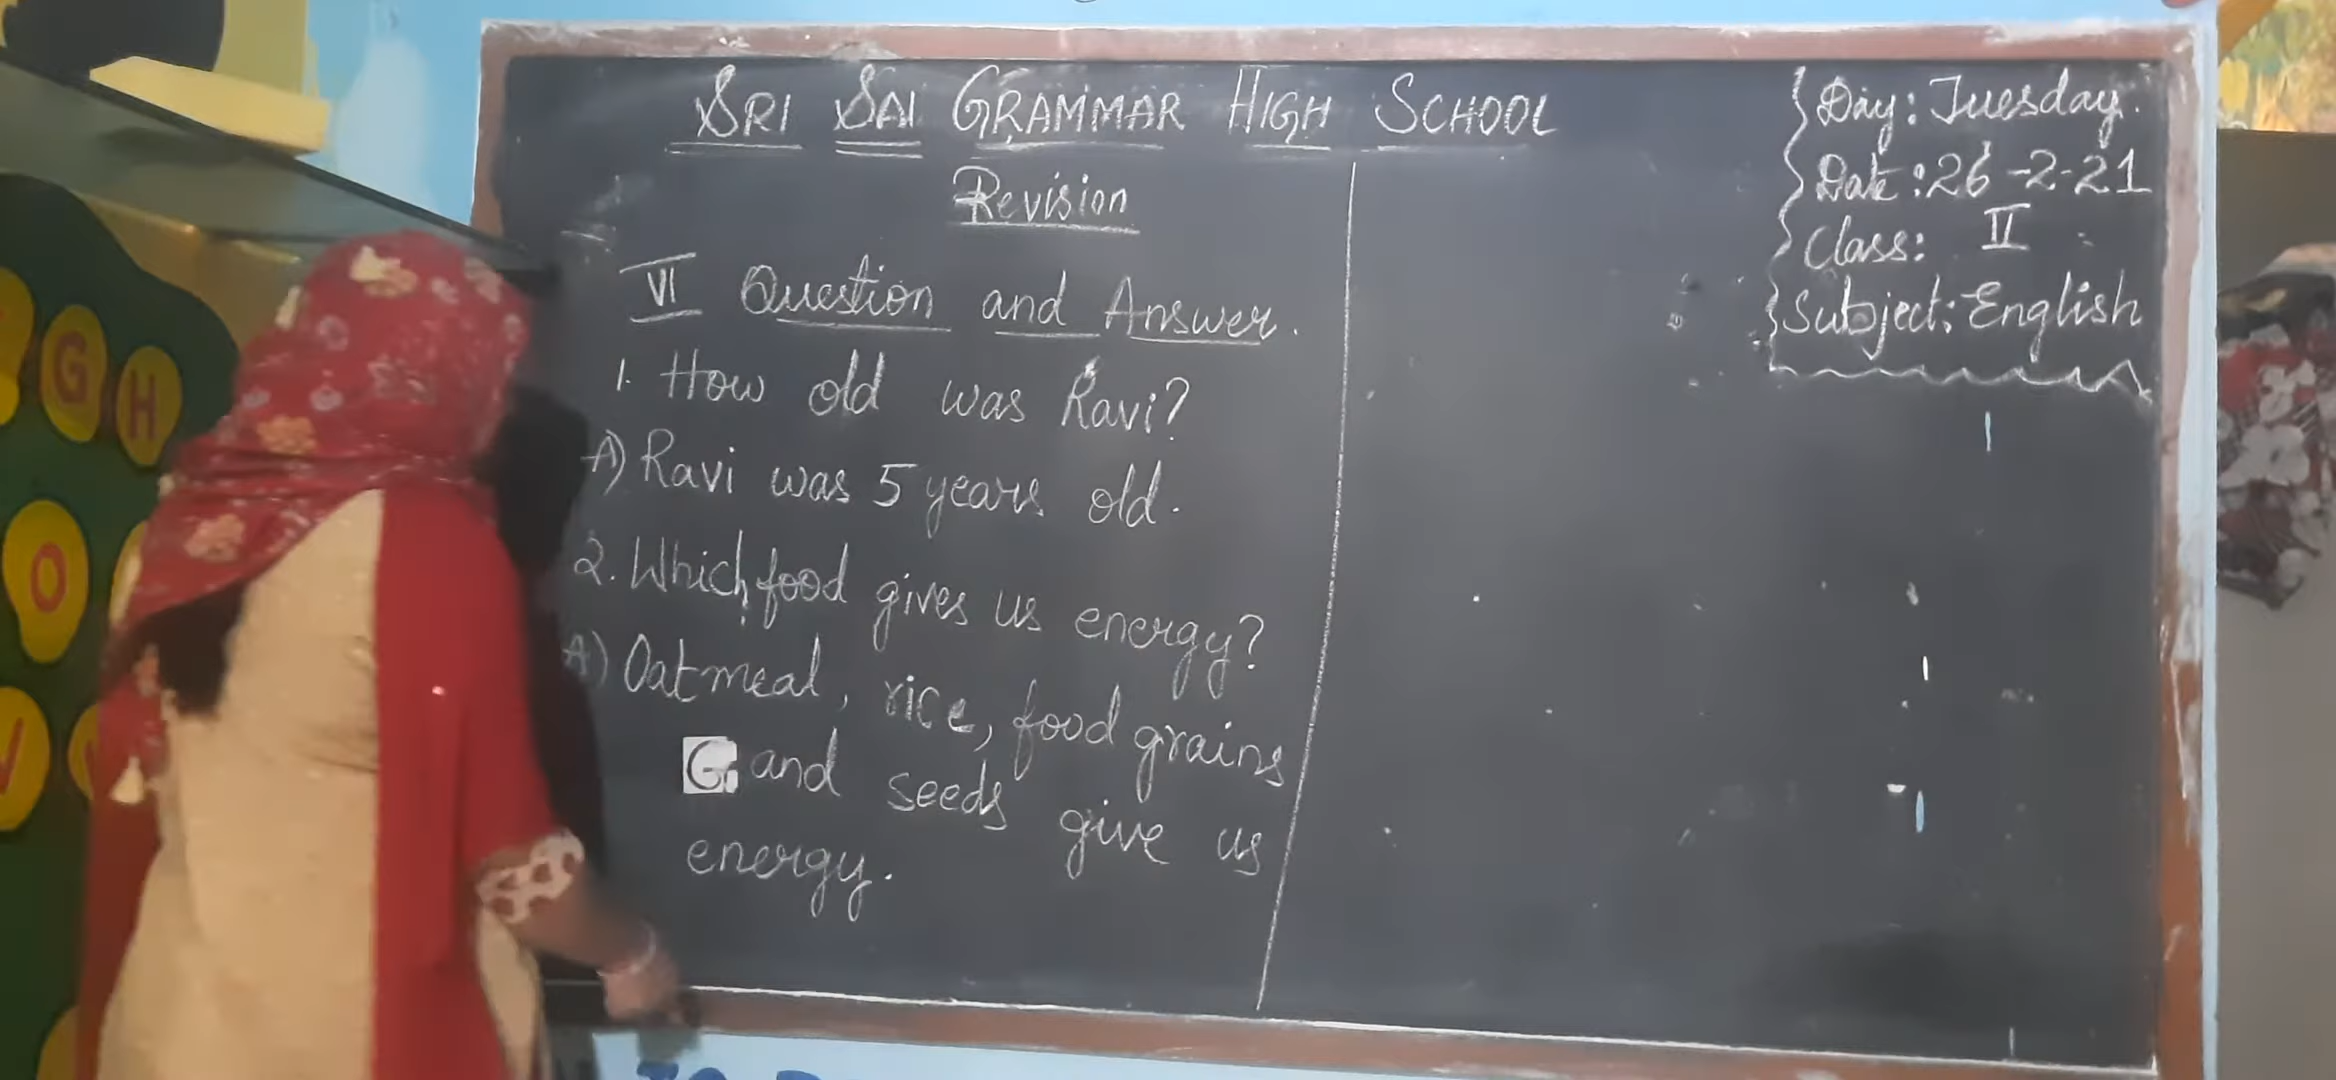 SRI SAI GRAMMAR HIGH SCHOOL
Revision
VI Question and Answer.
1. How old was Ravi?
A) Ravi was 5 years old.
2. Which food gives us energy?
A) Oatmeal, rice, food grains
G and seeds give us
energy.
Day: Tuesday.
Date: 26-2-21
Class: II
Subject: English
G H
O